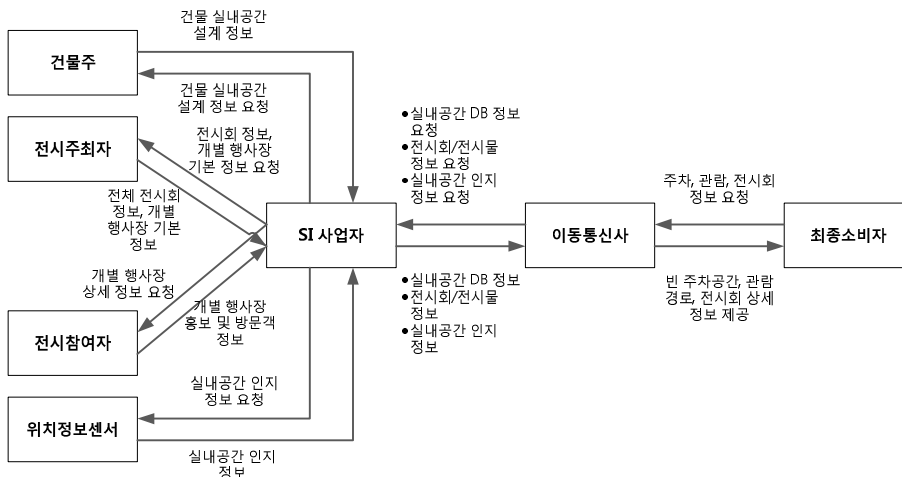 건물 실내공간
설계 정보
건물주
건물 실내공간
설계 정보 요청
전시주최자
전시회 정보,
개별 행사장
기본 정보 요청
전체 전시회
정보, 개별
행사장 기본
정보
SI 사업자
개별 행사장
상세 정보 요청
개별 행사장
홍보 및 방문객
정보
전시참여자
실내공간 인지
정보 요청
위치정보센서
실내공간 인지
정보
●실내공간 DB 정보
요청
●전시회/전시물
정보 요청
●실내공간 인지
정보 요청
이동통신사
●실내공간 DB 정보
●전시회/전시물
정보
●실내공간 인지
정보
주차, 관람, 전시회
정보 요청
최종소비자
빈 주차공간, 관람
경로, 전시회 상세
정보 제공